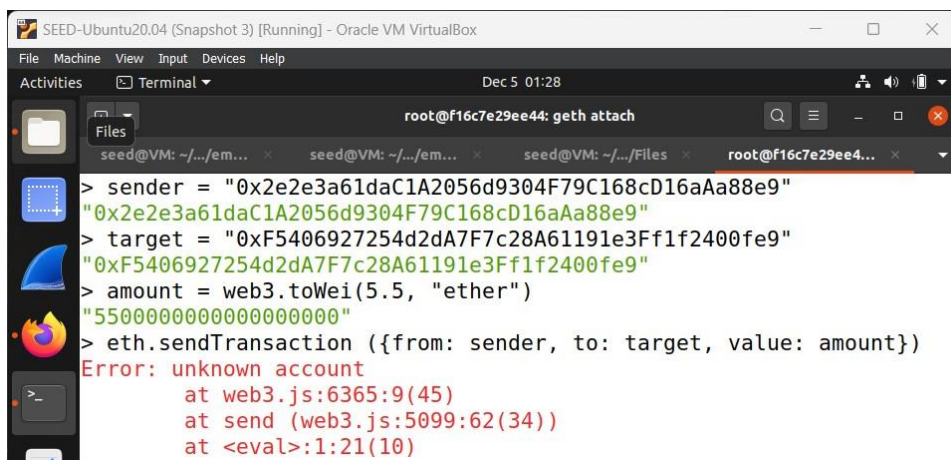 SEED-Ubuntu20.04 (Snapshot 3) [Running] - Oracle VM VirtualBox
File Machine View Input Devices Help
Activities Terminal Dec 5 01:28
root@f16c7e29ee44: geth attach
Files
seed@VM: ~/.../em... seed@VM: ~/.../em... seed@VM: ~/.../Files root@f16c7e29ee4...
> sender = "0x2e2e3a61daC1A2056d9304F79C168cD16aAa88e9"
"0x2e2e3a61daC1A2056d9304F79C168cD16aAa88e9"
> target = "0xF5406927254d2dA7F7c28A61191e3Ff1f2400fe9"
"0xF5406927254d2dA7F7c28A61191e3Ff1f2400fe9"
> amount = web3.toWei(5.5, "ether")
"5500000000000000000"
> eth.sendTransaction ({from: sender, to: target, value: amount})
Error: unknown account
at web3.js:6365:9(45)
at send (web3.js:5099:62(34))
at <eval>:1:21(10)